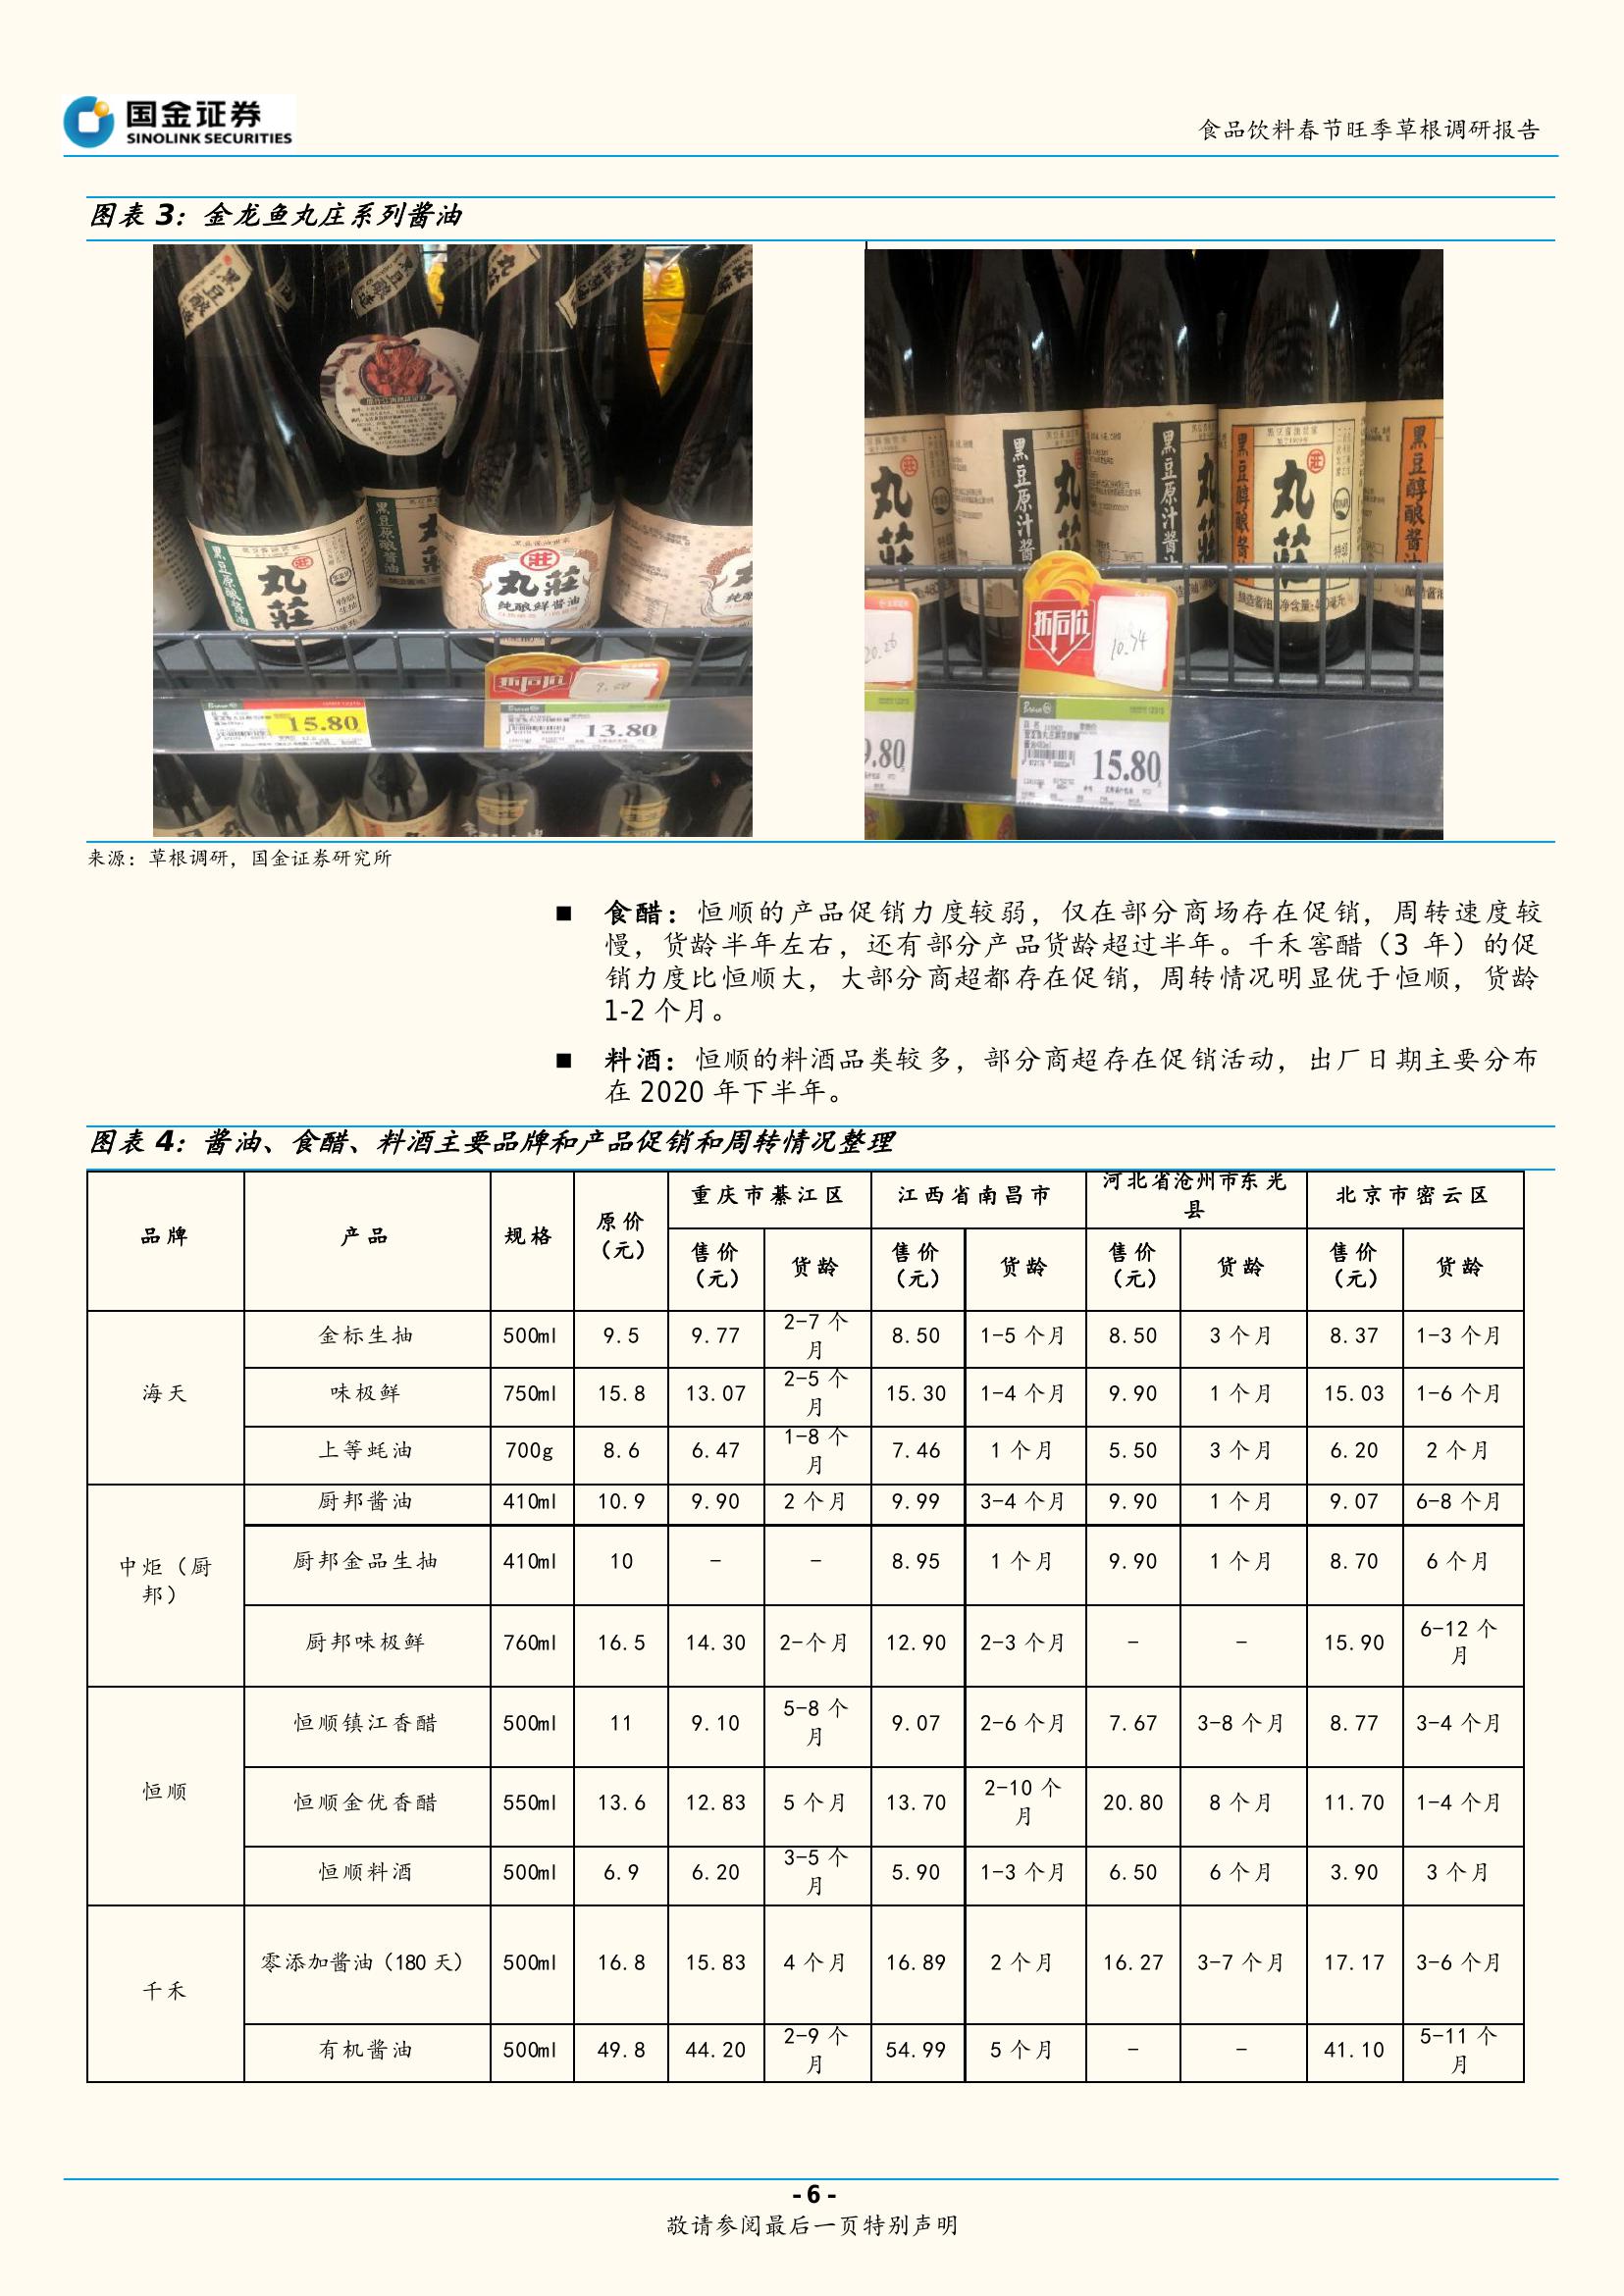 国金证券
SINOLINK SECURITIES
食品饮料春节旺季草根调研报告
图表 3：金龙鱼丸庄系列酱油
黑豆原酿酱油
丸莊
黑豆原酿酱油
莊
丸莊
纯酿鲜酱油
折后价
15.80
13.80
黑豆原汁酱
黑豆原汁酱
黑豆醇酿酱油
丸莊
黑豆醇酿酱油
折后价
10.74
9.80
15.80
来源：草根调研，国金证券研究所
■ 食醋：恒顺的产品促销力度较弱，仅在部分商场存在促销，周转速度较
慢，货龄半年左右，还有部分产品货龄超过半年。千禾窖醋（3 年）的促
销力度比恒顺大，大部分商超都存在促销，周转情况明显优于恒顺，货龄
1-2 个月。
■ 料酒：恒顺的料酒品类较多，部分商超存在促销活动，出厂日期主要分布
在 2020 年下半年。
图表 4：酱油、食醋、料酒主要品牌和产品促销和周转情况整理
品牌 产品 规格 原价（元） 重庆市綦江区 江西省南昌市 河北省沧州市东光县 北京市密云区
售价（元） 货龄 售价（元） 货龄 售价（元） 货龄 售价（元） 货龄
海天 金标生抽 500ml 9.5 9.77 2-7 个月 8.50 1-5 个月 8.50 3 个月 8.37 1-3 个月
味极鲜 750ml 15.8 13.07 2-5 个月 15.30 1-4 个月 9.90 1 个月 15.03 1-6 个月
上等蚝油 700g 8.6 6.47 1-8 个月 7.46 1 个月 5.50 3 个月 6.20 2 个月
中炬（厨邦） 厨邦酱油 410ml 10.9 9.90 2 个月 9.99 3-4 个月 9.90 1 个月 9.07 6-8 个月
厨邦金品生抽 410ml 10 - - 8.95 1 个月 9.90 1 个月 8.70 6 个月
厨邦味极鲜 760ml 16.5 14.30 2-个月 12.90 2-3 个月 - - 15.90 6-12 个月
恒顺 恒顺镇江香醋 500ml 11 9.10 5-8 个月 9.07 2-6 个月 7.67 3-8 个月 8.77 3-4 个月
恒顺金优香醋 550ml 13.6 12.83 5 个月 13.70 2-10 个月 20.80 8 个月 11.70 1-4 个月
恒顺料酒 500ml 6.9 6.20 3-5 个月 5.90 1-3 个月 6.50 6 个月 3.90 3 个月
千禾 零添加酱油（180 天） 500ml 16.8 15.83 4 个月 16.89 2 个月 16.27 3-7 个月 17.17 3-6 个月
有机酱油 500ml 49.8 44.20 2-9 个月 54.99 5 个月 - - 41.10 5-11 个月
- 6 -
敬请参阅最后一页特别声明